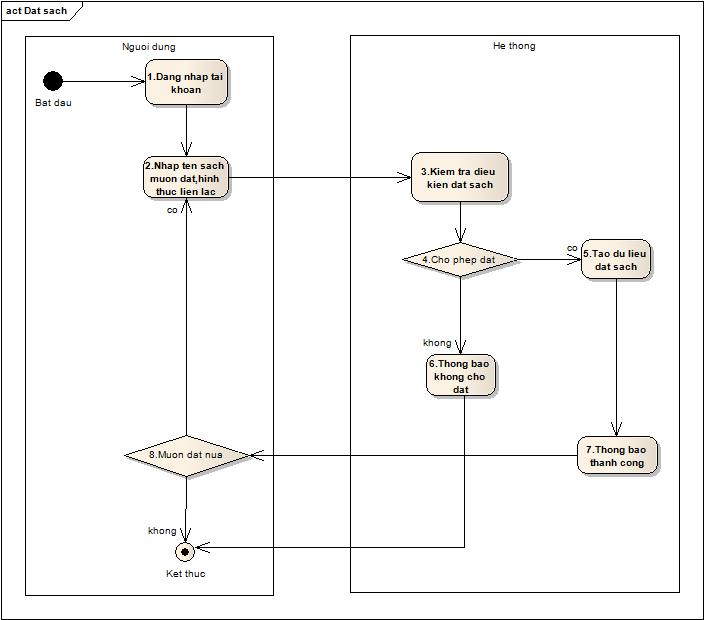 act Dat sach
Nguoi dung
He thong
Bat dau
1.Dang nhap tai
khoan
2.Nhap ten sach
muon dat,hinh
thuc lien lac
co
3.Kiem tra dieu
kien dat sach
4.Cho phep dat
co
5.Tao du lieu
dat sach
khong
6.Thong bao
khong cho
dat
7.Thong bao
thanh cong
8.Muon dat nua
khong
Ket thuc